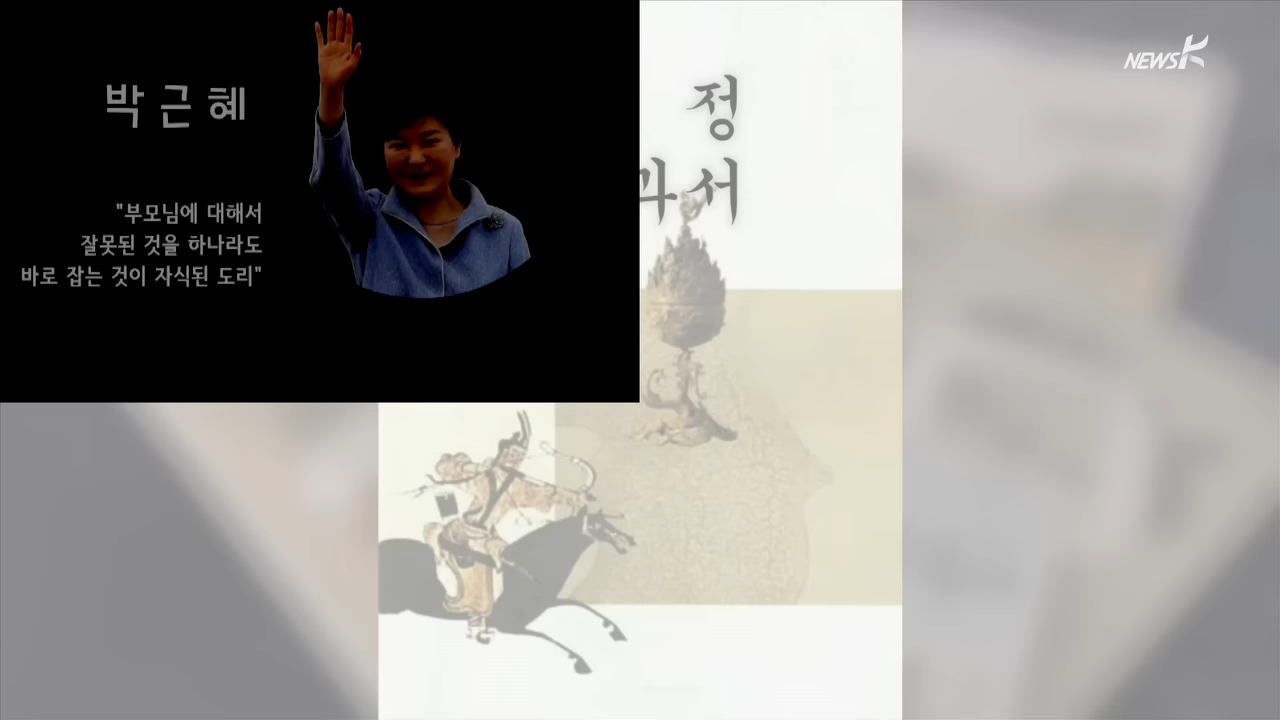 박근혜
"부모님에 대해서
잘못된 것을 하나라도
바로 잡는 것이 자식된 도리"
정
과서
NEWS K